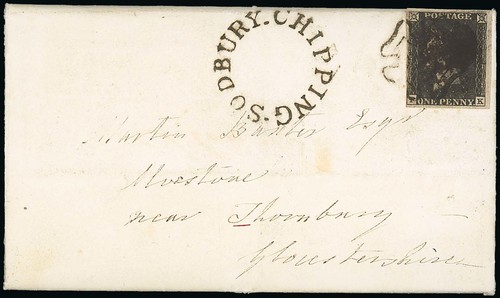 CHIPPING-SODBURY.
POSTAGE
ONE PENNY
Martin Baxter Esqr
Alvestone
near Thornbury
Gloucestershire